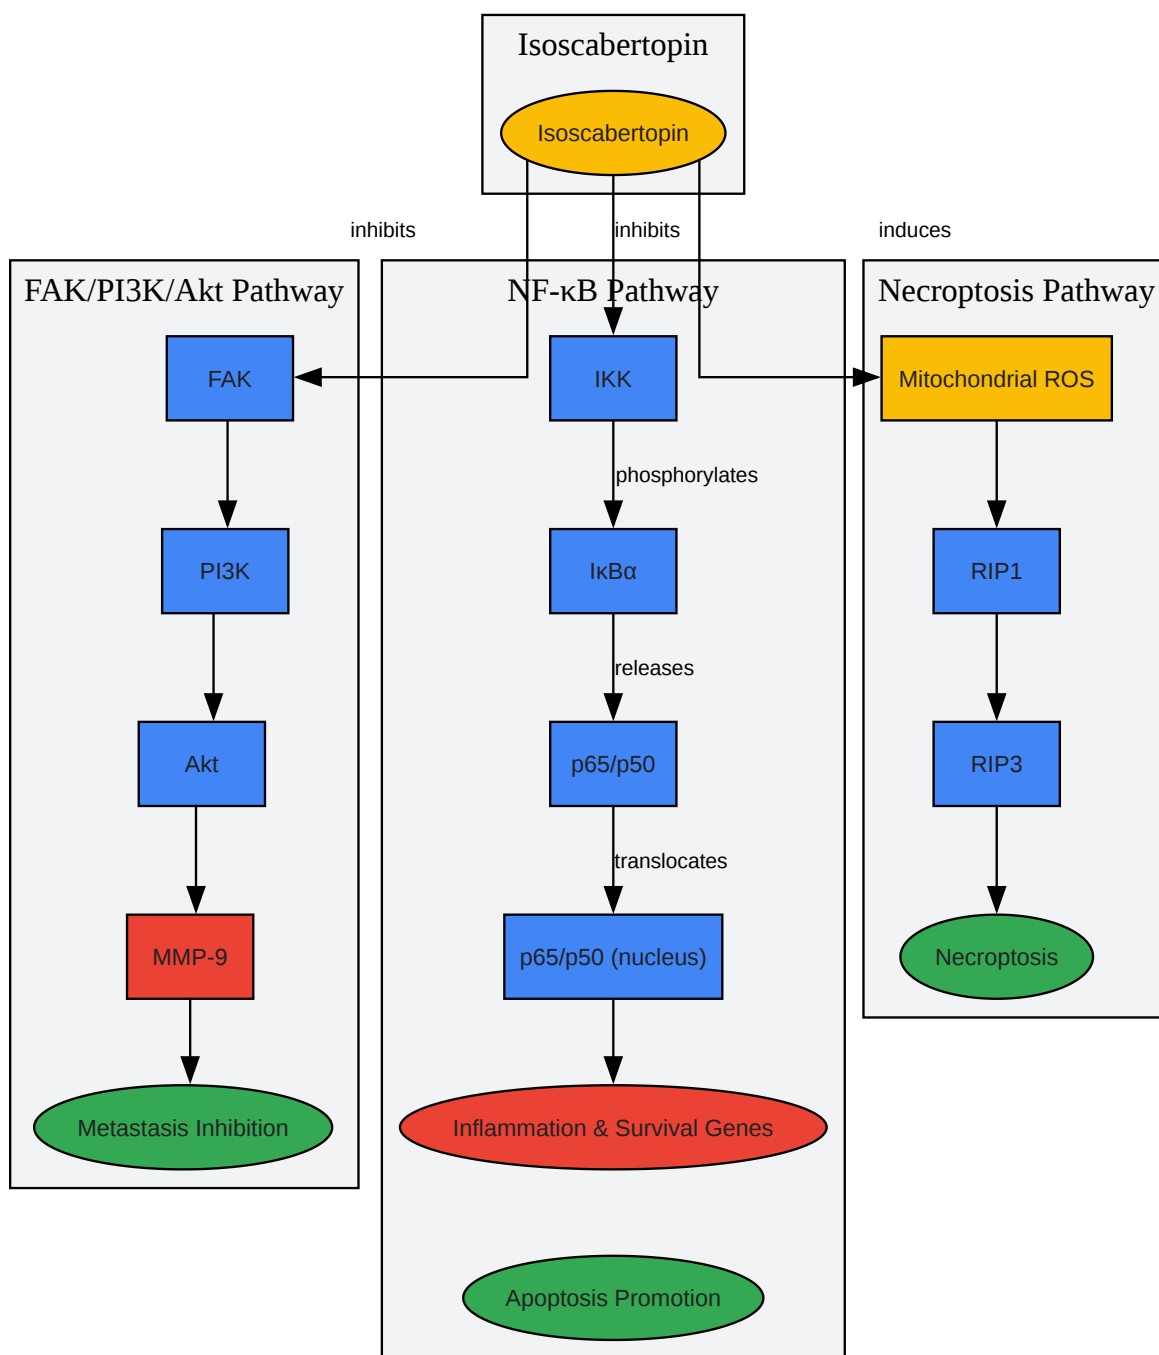 Isoscabertopin
Isoscabertopin
inhibits
inhibits
induces
FAK/PI3K/Akt Pathway
NF-κB Pathway
Necroptosis Pathway
FAK
IKK
Mitochondrial ROS
phosphorylates
PI3K
IκBα
RIP1
releases
Akt
p65/p50
RIP3
translocates
MMP-9
p65/p50 (nucleus)
Necroptosis
Metastasis Inhibition
Inflammation & Survival Genes
Apoptosis Promotion